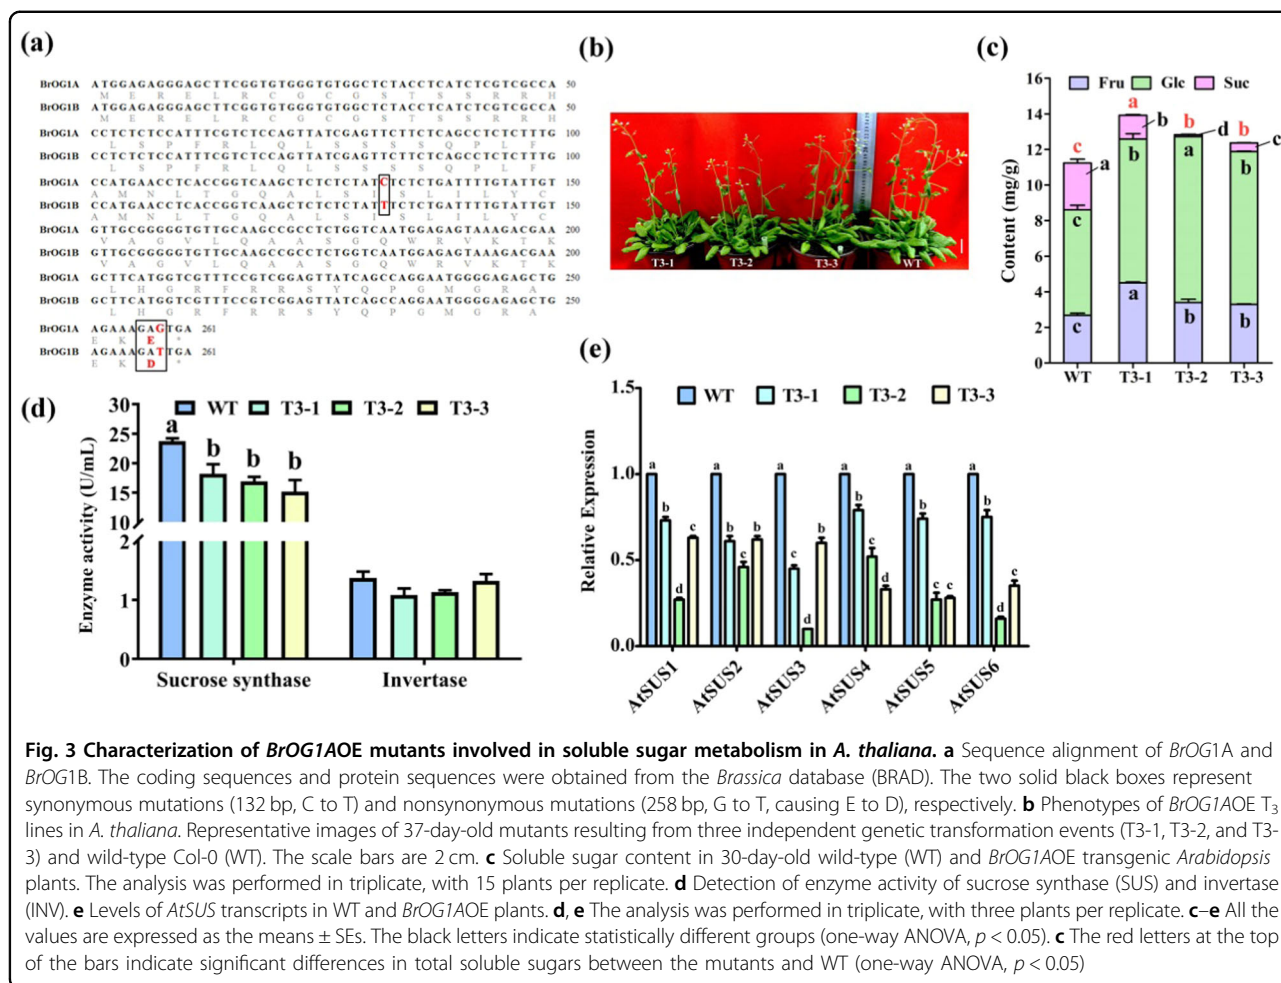 (a)
BrOG1A ATGGAGAGGGAGCTTCGGTGTGGGTGTGGCTCTACCTCATCTCGTCGCCA 50
M E R E L R C G C G S T S S R R H
BrOG1B ATGGAGAGGGAGCTTCGGTGTGGGTGTGGCTCTACCTCATCTCGTCGCCA 50
M E R E L R C G C G S T S S R R H
BrOG1A CCTCTCTCCATTTCGTCTCCAGTTATCGAGTTCTTCTCAGCCTCTCTTTG 100
L S P F R L Q L S S S S Q P L F
BrOG1B CCTCTCTCCATTTCGTCTCCAGTTATCGAGTTCTTCTCAGCCTCTCTTTG 100
L S P F R L Q L S S S S Q P L F
BrOG1A CCATGAACCTCACCGGTCAAGCTCTCTCTATCTCTCTGATTTTGTATTGT 150
A M N L T G Q A L S I S L I L Y C
BrOG1B CCATGAACCTCACCGGTCAAGCTCTCTCTATTTCTCTGATTTTGTATTGT 150
A M N L T G Q A L S I S L I L Y C
BrOG1A GTTGCGGGGGTGTTGCAAGCCGCCTCTGGTCAATGGAGAGTAAAGACGAA 200
V A G V L Q A A S G Q W R V K T K
BrOG1B GTTGCGGGGGTGTTGCAAGCCGCCTCTGGTCAATGGAGAGTAAAGACGAA 200
V A G V L Q A A S G Q W R V K T K
BrOG1A GCTTCATGGTCGTTTCCGTCGGAGTTATCAGCCAGGAATGGGGAGAGCTG 250
L H G R F R R S Y Q P G M G R A
BrOG1B GCTTCATGGTCGTTTCCGTCGGAGTTATCAGCCAGGAATGGGGAGAGCTG 250
L H G R F R R S Y Q P G M G R A
BrOG1A AGAAAGAGTGA 261
E K E *
BrOG1B AGAAAGATTGA 261
E K D *
(b)
T3-1 T3-2 T3-3 WT
(c)
Fru Glc Suc
Content (mg/g)
16
14
12
10
8
6
4
2
0
c a b b
a b d c
c b a b
c a b b
WT T3-1 T3-2 T3-3
(d)
WT T3-1 T3-2 T3-3
Enzyme activity (U/mL)
30
25
20
15
10
2
1
0
a b b b
Sucrose synthase Invertase
(e)
WT T3-1 T3-2 T3-3
Relative Expression
1.5
1.0
0.5
0.0
a b d c a b c b a c d b a b c d a b c c a b d c
AtSUS1 AtSUS2 AtSUS3 AtSUS4 AtSUS5 AtSUS6
Fig. 3 Characterization of BrOG1AOE mutants involved in soluble sugar metabolism in A. thaliana. a Sequence alignment of BrOG1A and
BrOG1B. The coding sequences and protein sequences were obtained from the Brassica database (BRAD). The two solid black boxes represent
synonymous mutations (132 bp, C to T) and nonsynonymous mutations (258 bp, G to T, causing E to D), respectively. b Phenotypes of BrOG1AOE T3
lines in A. thaliana. Representative images of 37-day-old mutants resulting from three independent genetic transformation events (T3-1, T3-2, and T3-
3) and wild-type Col-0 (WT). The scale bars are 2 cm. c Soluble sugar content in 30-day-old wild-type (WT) and BrOG1AOE transgenic Arabidopsis
plants. The analysis was performed in triplicate, with 15 plants per replicate. d Detection of enzyme activity of sucrose synthase (SUS) and invertase
(INV). e Levels of AtSUS transcripts in WT and BrOG1AOE plants. d, e The analysis was performed in triplicate, with three plants per replicate. c–e All the
values are expressed as the means ± SEs. The black letters indicate statistically different groups (one-way ANOVA, p < 0.05). c The red letters at the top
of the bars indicate significant differences in total soluble sugars between the mutants and WT (one-way ANOVA, p < 0.05)